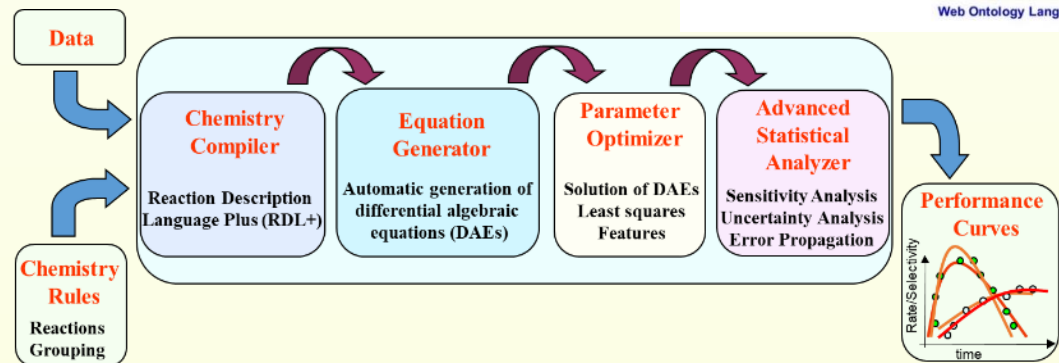 Web Ontology Lang
Data
Chemistry
Rules
Reactions
Grouping
Chemistry
Compiler
Reaction Description
Language Plus (RDL+)
Equation
Generator
Automatic generation of
differential algebraic
equations (DAEs)
Parameter
Optimizer
Solution of DAEs
Least squares
Features
Advanced
Statistical
Analyzer
Sensitivity Analysis
Uncertainty Analysis
Error Propagation
Performance
Curves
Rate/Selectivity
time